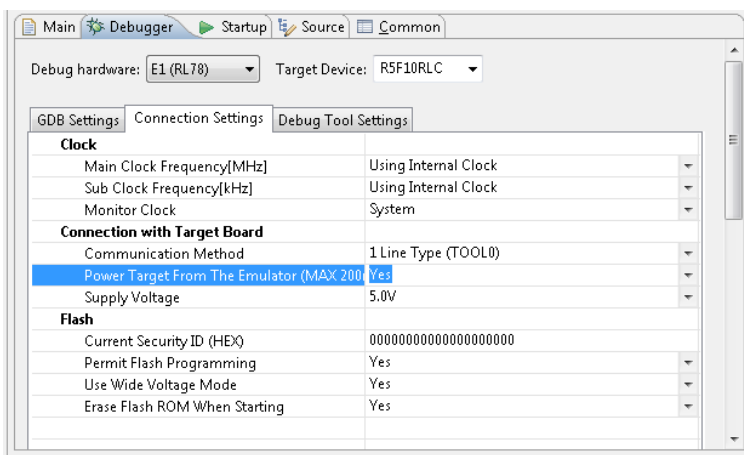 Main Debugger Startup Source Common
Debug hardware: E1 (RL78) Target Device: R5F10RLC
GDB Settings Connection Settings Debug Tool Settings
Clock
Main Clock Frequency[MHz] Using Internal Clock
Sub Clock Frequency[kHz] Using Internal Clock
Monitor Clock System
Connection with Target Board
Communication Method 1 Line Type (TOOL0)
Power Target From The Emulator (MAX 200 Yes
Supply Voltage 5.0V
Flash
Current Security ID (HEX) 00000000000000000000
Permit Flash Programming Yes
Use Wide Voltage Mode Yes
Erase Flash ROM When Starting Yes